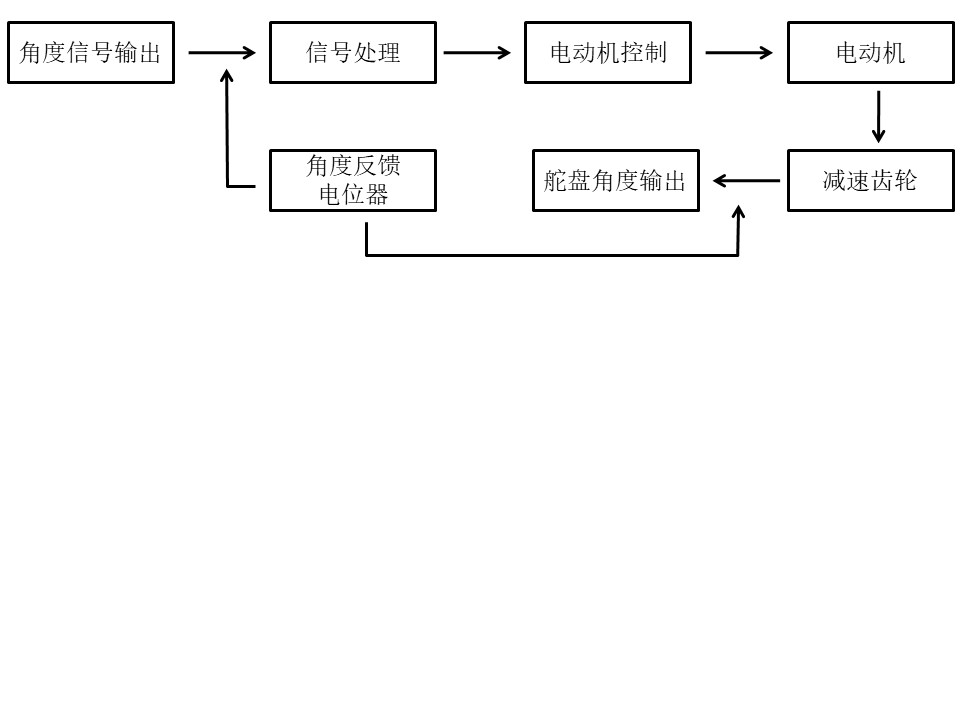 角度信号输出
信号处理
电动机控制
电动机
角度反馈
电位器
舵盘角度输出
减速齿轮